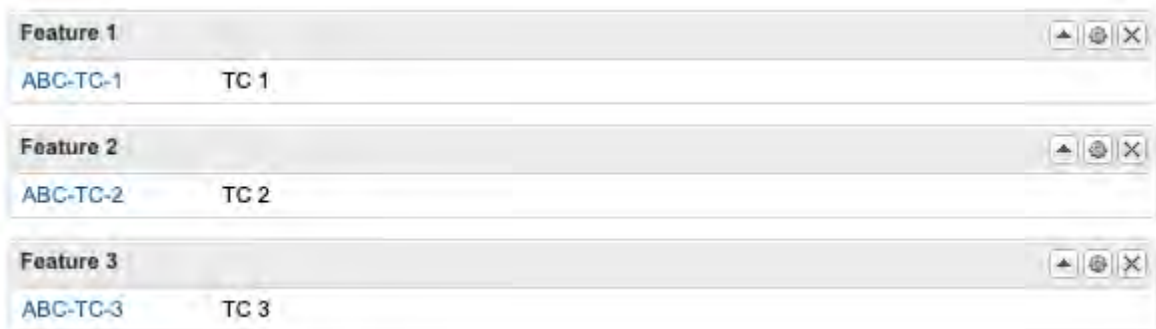 Feature 1
ABC-TC-1 TC 1
Feature 2
ABC-TC-2 TC 2
Feature 3
ABC-TC-3 TC 3